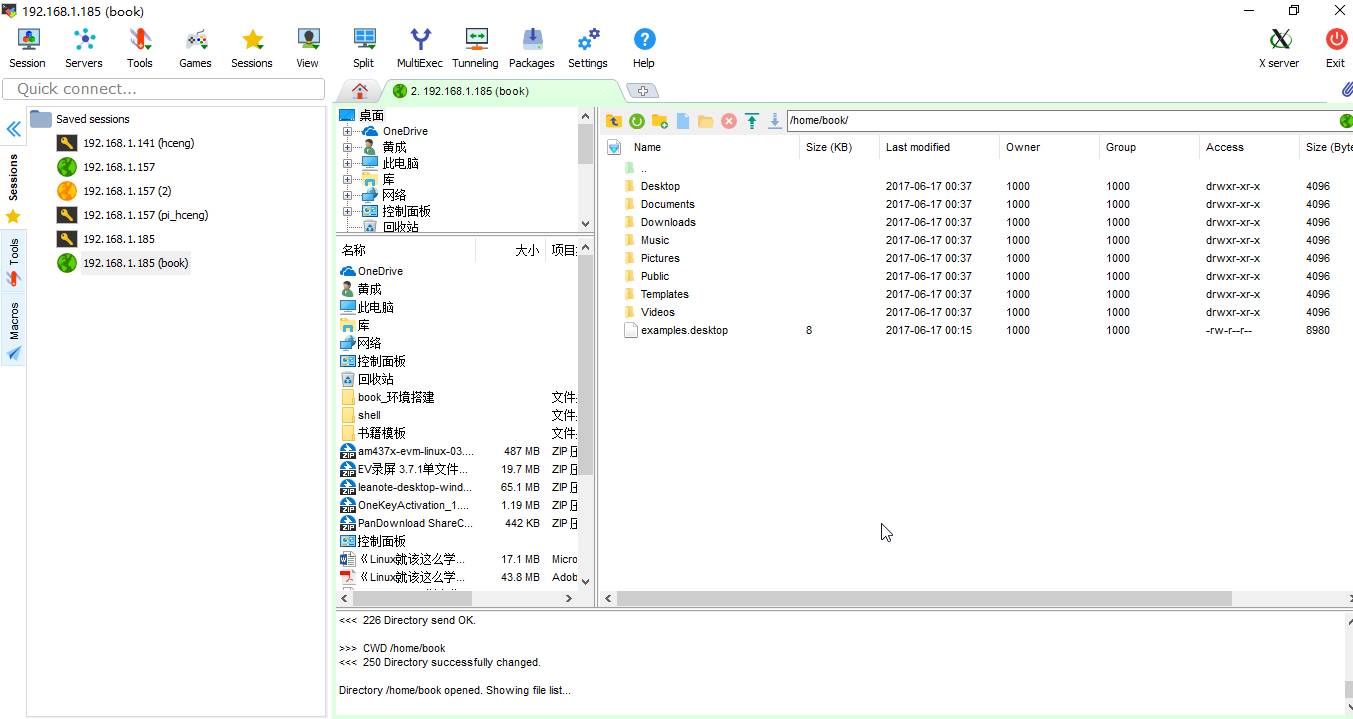 192.168.1.185 (book)
Session Servers Tools Games Sessions View Split MultiExec Tunneling Packages Settings Help X server Exit
Quick connect...
2. 192.168.1.185 (book)
Sessions
Tools
Macros
Saved sessions
192.168.1.141 (hceng)
192.168.1.157
192.168.1.157 (2)
192.168.1.157 (pi_hceng)
192.168.1.185
192.168.1.185 (book)
桌面
OneDrive
黄成
此电脑
库
网络
控制面板
回收站
名称 大小 项目
OneDrive
黄成
此电脑
库
网络
控制面板
回收站
book_环境搭建 文件
shell 文件
书籍模板 文件
am437x-evm-linux-03.... 487 MB ZIP
EV录屏 3.7.1单文件... 19.7 MB ZIP
leanote-desktop-wind... 65.1 MB ZIP
OneKeyActivation_1.... 1.19 MB ZIP
PanDownload ShareC... 442 KB ZIP
控制面板
《Linux就该这么学... 17.1 MB Micro
《Linux就该这么学... 43.8 MB Adob
/home/book/
Name Size (KB) Last modified Owner Group Access Size (Byte
..
Desktop 2017-06-17 00:37 1000 1000 drwxr-xr-x 4096
Documents 2017-06-17 00:37 1000 1000 drwxr-xr-x 4096
Downloads 2017-06-17 00:37 1000 1000 drwxr-xr-x 4096
Music 2017-06-17 00:37 1000 1000 drwxr-xr-x 4096
Pictures 2017-06-17 00:37 1000 1000 drwxr-xr-x 4096
Public 2017-06-17 00:37 1000 1000 drwxr-xr-x 4096
Templates 2017-06-17 00:37 1000 1000 drwxr-xr-x 4096
Videos 2017-06-17 00:37 1000 1000 drwxr-xr-x 4096
examples.desktop 8 2017-06-17 00:15 1000 1000 -rw-r--r-- 8980
<<< 226 Directory send OK.
>>> CWD /home/book
<<< 250 Directory successfully changed.
Directory /home/book opened. Showing file list...